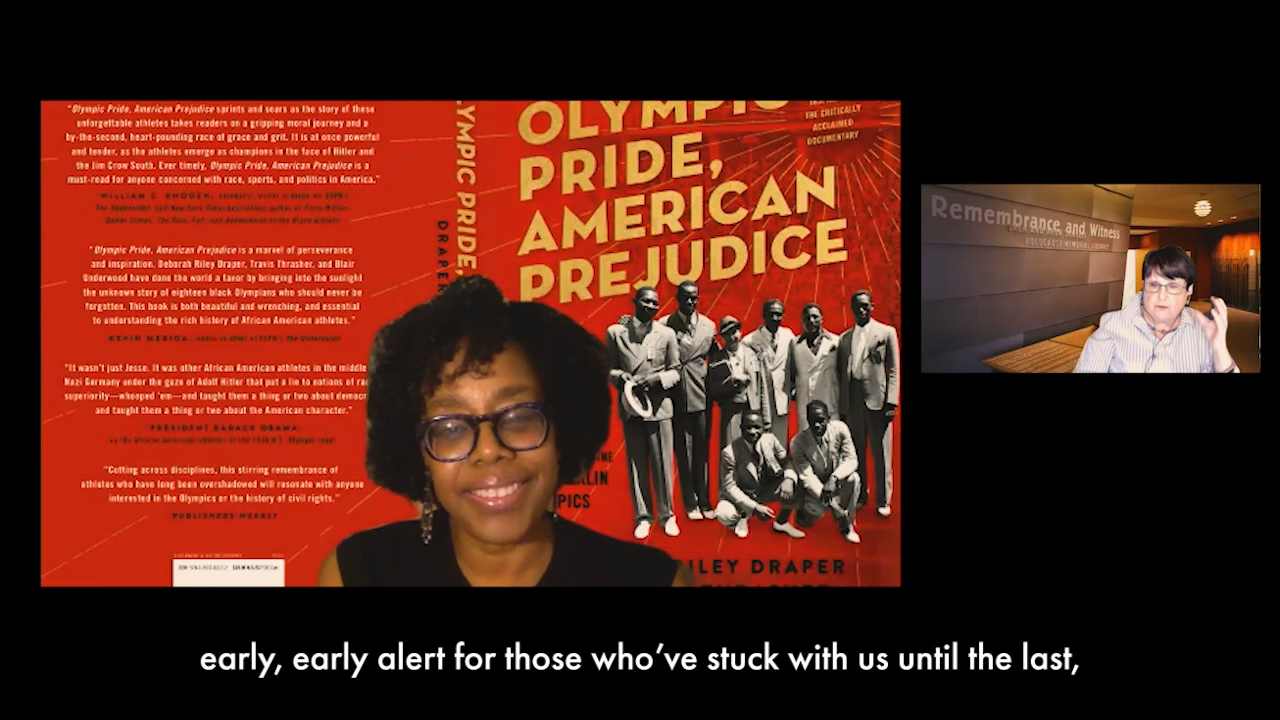 "Olympic Pride, American Prejudice sprints and soars as the story of these
unforgettable athletes takes readers on a gripping moral journey and a
by-the-second, heart-pounding race of grace and grit. It is at once powerful
and tender, as the athletes emerge as champions in the face of Hitler and
the Jim Crow South. Ever timely, Olympic Pride, American Prejudice is a
must-read for anyone concerned with race, sports, and politics in America."
WILLIAM C. RHODEN,
"Olympic Pride, American Prejudice is a marvel of perseverance
and inspiration. Deborah Riley Draper, Travis Thrasher, and Blair
Underwood have done the world a favor by bringing into the sunlight
the unknown story of eighteen black Olympians who should never be
forgotten. This book is both beautiful and wrenching, and essential
to understanding the rich history of African American athletes."
KEVIN MERIDA,
"It wasn't just Jesse. It was other African American athletes in the middle
Nazi Germany under the gaze of Adolf Hitler that put a lie to notions of
superiority—whooped 'em—and taught them a thing or two about
and taught them a thing or two about the American character."
PRESIDENT BARACK OBAMA,
"Cutting across disciplines, this stirring remembrance of
athletes who have long been overshadowed will resonate with anyone
interested in the Olympics or the history of civil rights."
PUBLISHERS WEEKLY
YMPIC PRIDE,
DRAPER
OLYMPIC
PRIDE,
AMERICAN
PREJUDICE
THE CRITICALLY
ACCLAIMED
DOCUMENTARY
RILEY DRAPER
Remembrance and Witness
HOLOCAUST MEMORIAL LIBRARY
early, early alert for those who've stuck with us until the last,